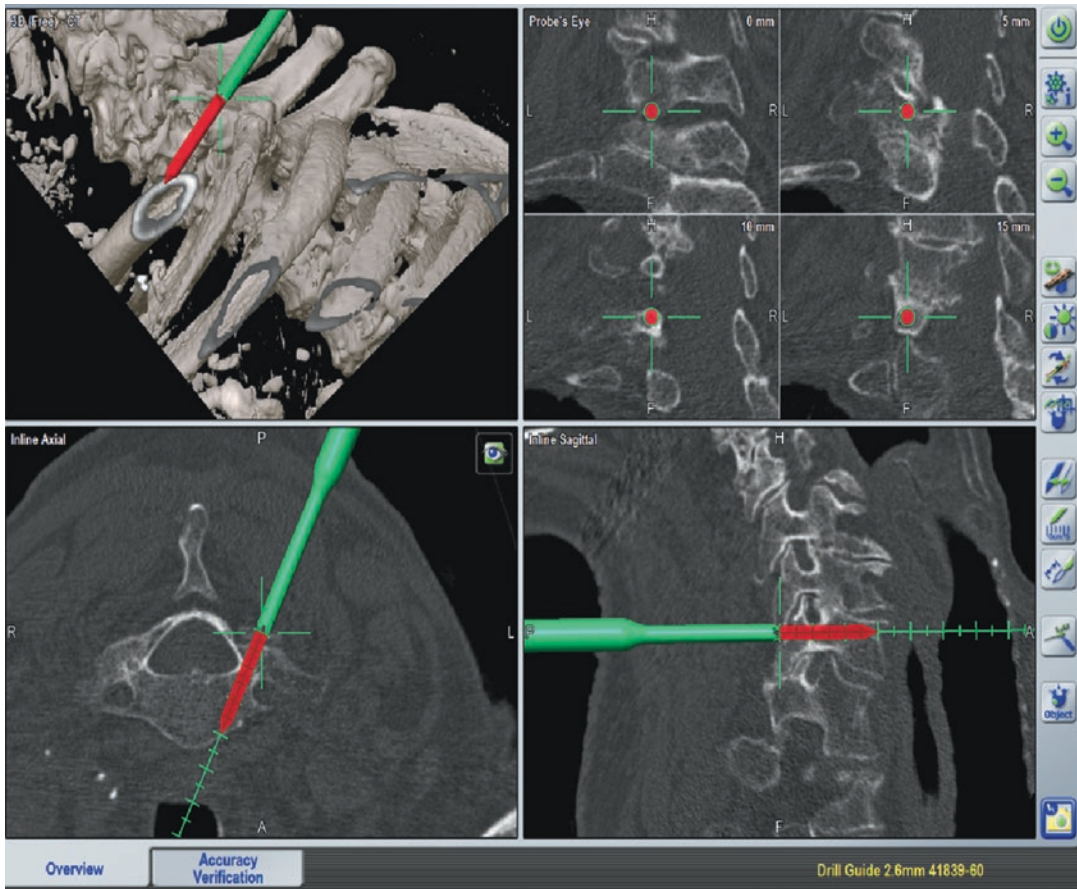 3D (Free) - CT
Probe's Eye
0 mm
H
L
R
F
5 mm
H
L
R
F
10 mm
H
L
R
F
15 mm
H
L
R
F
Inline Axial
P
R
L
A
Inline Sagittal
H
P
A
F
Object
Overview
Accuracy
Verification
Drill Guide 2.6mm 41839-60